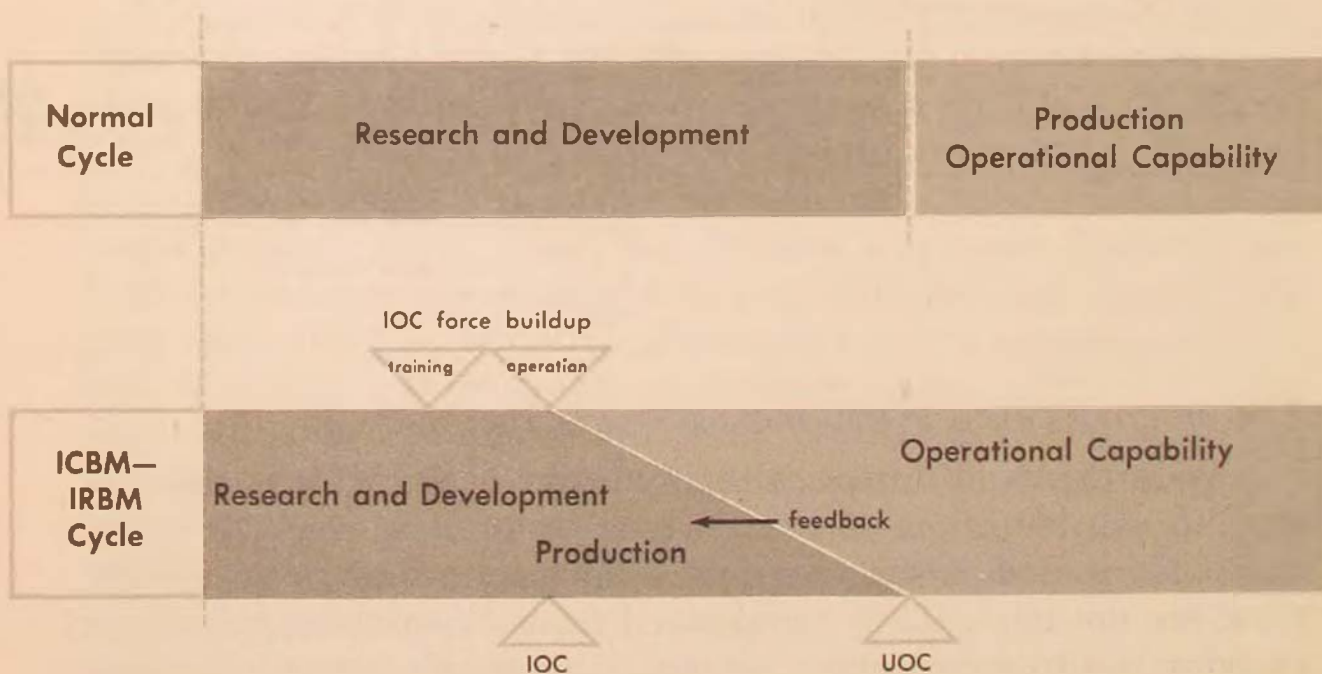 Normal
Cycle
Research and Development
Production
Operational Capability
IOC force buildup
training
operation
ICBM—
IRBM
Cycle
Research and Development
Production
feedback
Operational Capability
IOC
UOC